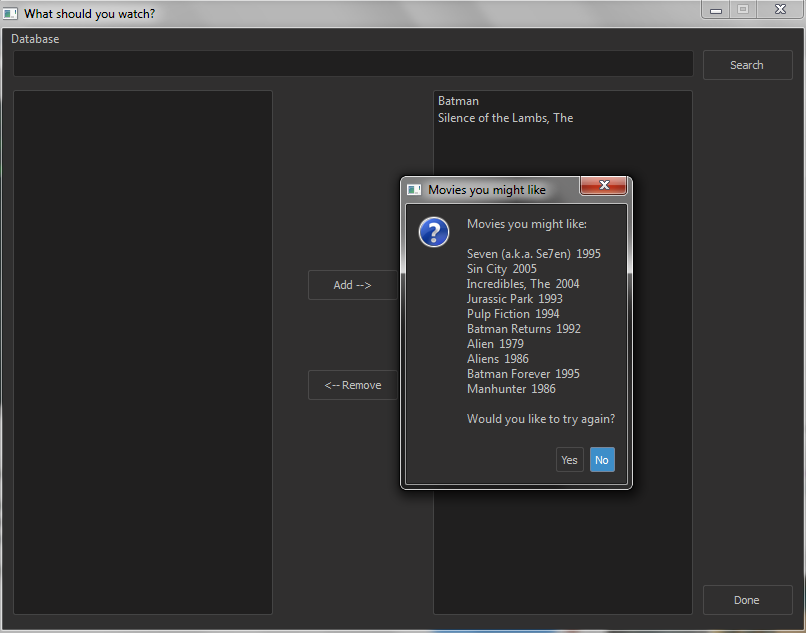 What should you watch?
Database
Search
Batman
Silence of the Lambs, The
Movies you might like
Movies you might like:
Seven (a.k.a. Se7en) 1995
Sin City 2005
Incredibles, The 2004
Jurassic Park 1993
Pulp Fiction 1994
Batman Returns 1992
Alien 1979
Aliens 1986
Batman Forever 1995
Manhunter 1986
Would you like to try again?
Yes No
Add -->
<-- Remove
Done